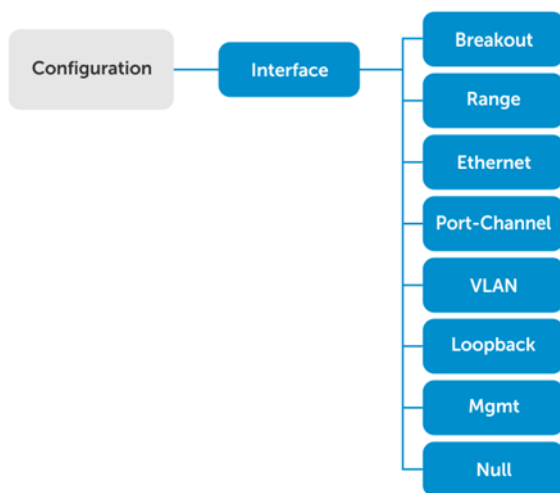 Configuration
Interface
Breakout
Range
Ethernet
Port-Channel
VLAN
Loopback
Mgmt
Null